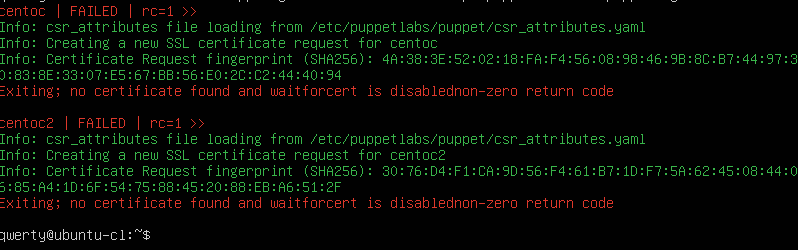 centoc | FAILED | rc=1 >>
Info: csr_attributes file loading from /etc/puppetlabs/puppet/csr_attributes.yaml
Info: Creating a new SSL certificate request for centoc
Info: Certificate Request fingerprint (SHA256): 4A:38:3E:52:02:18:FA:F4:56:08:98:46:9B:8C:B7:44:97:3
0:83:8E:33:07:E5:67:BB:56:E0:2C:C2:44:40:94
Exiting; no certificate found and waitforcert is disablednon-zero return code
centoc2 | FAILED | rc=1 >>
Info: csr_attributes file loading from /etc/puppetlabs/puppet/csr_attributes.yaml
Info: Creating a new SSL certificate request for centoc2
Info: Certificate Request fingerprint (SHA256): 30:76:D4:F1:CA:9D:56:F4:61:B7:1D:F7:5A:62:45:08:44:0
6:85:A4:1D:6F:54:75:88:45:20:88:EB:A6:51:2F
Exiting; no certificate found and waitforcert is disablednon-zero return code
qwerty@ubuntu-cl:~$